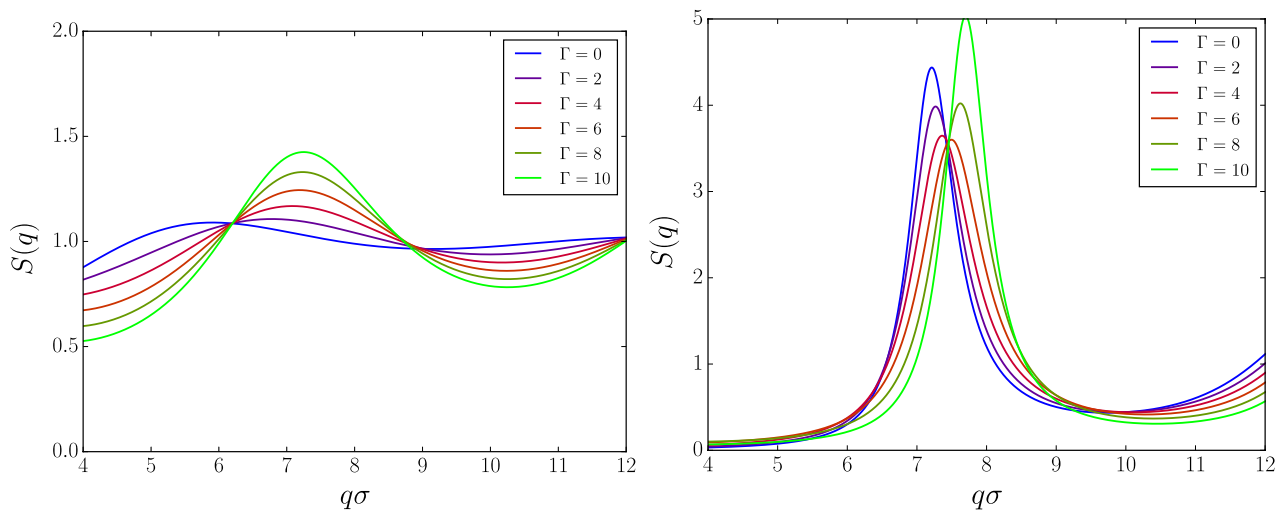 2.0
1.5
1.0
0.5
0.0
S(q)
4 5 6 7 8 9 10 11 12
qσ
Γ = 0
Γ = 2
Γ = 4
Γ = 6
Γ = 8
Γ = 10
5
4
3
2
1
0
S(q)
4 5 6 7 8 9 10 11 12
qσ
Γ = 0
Γ = 2
Γ = 4
Γ = 6
Γ = 8
Γ = 10